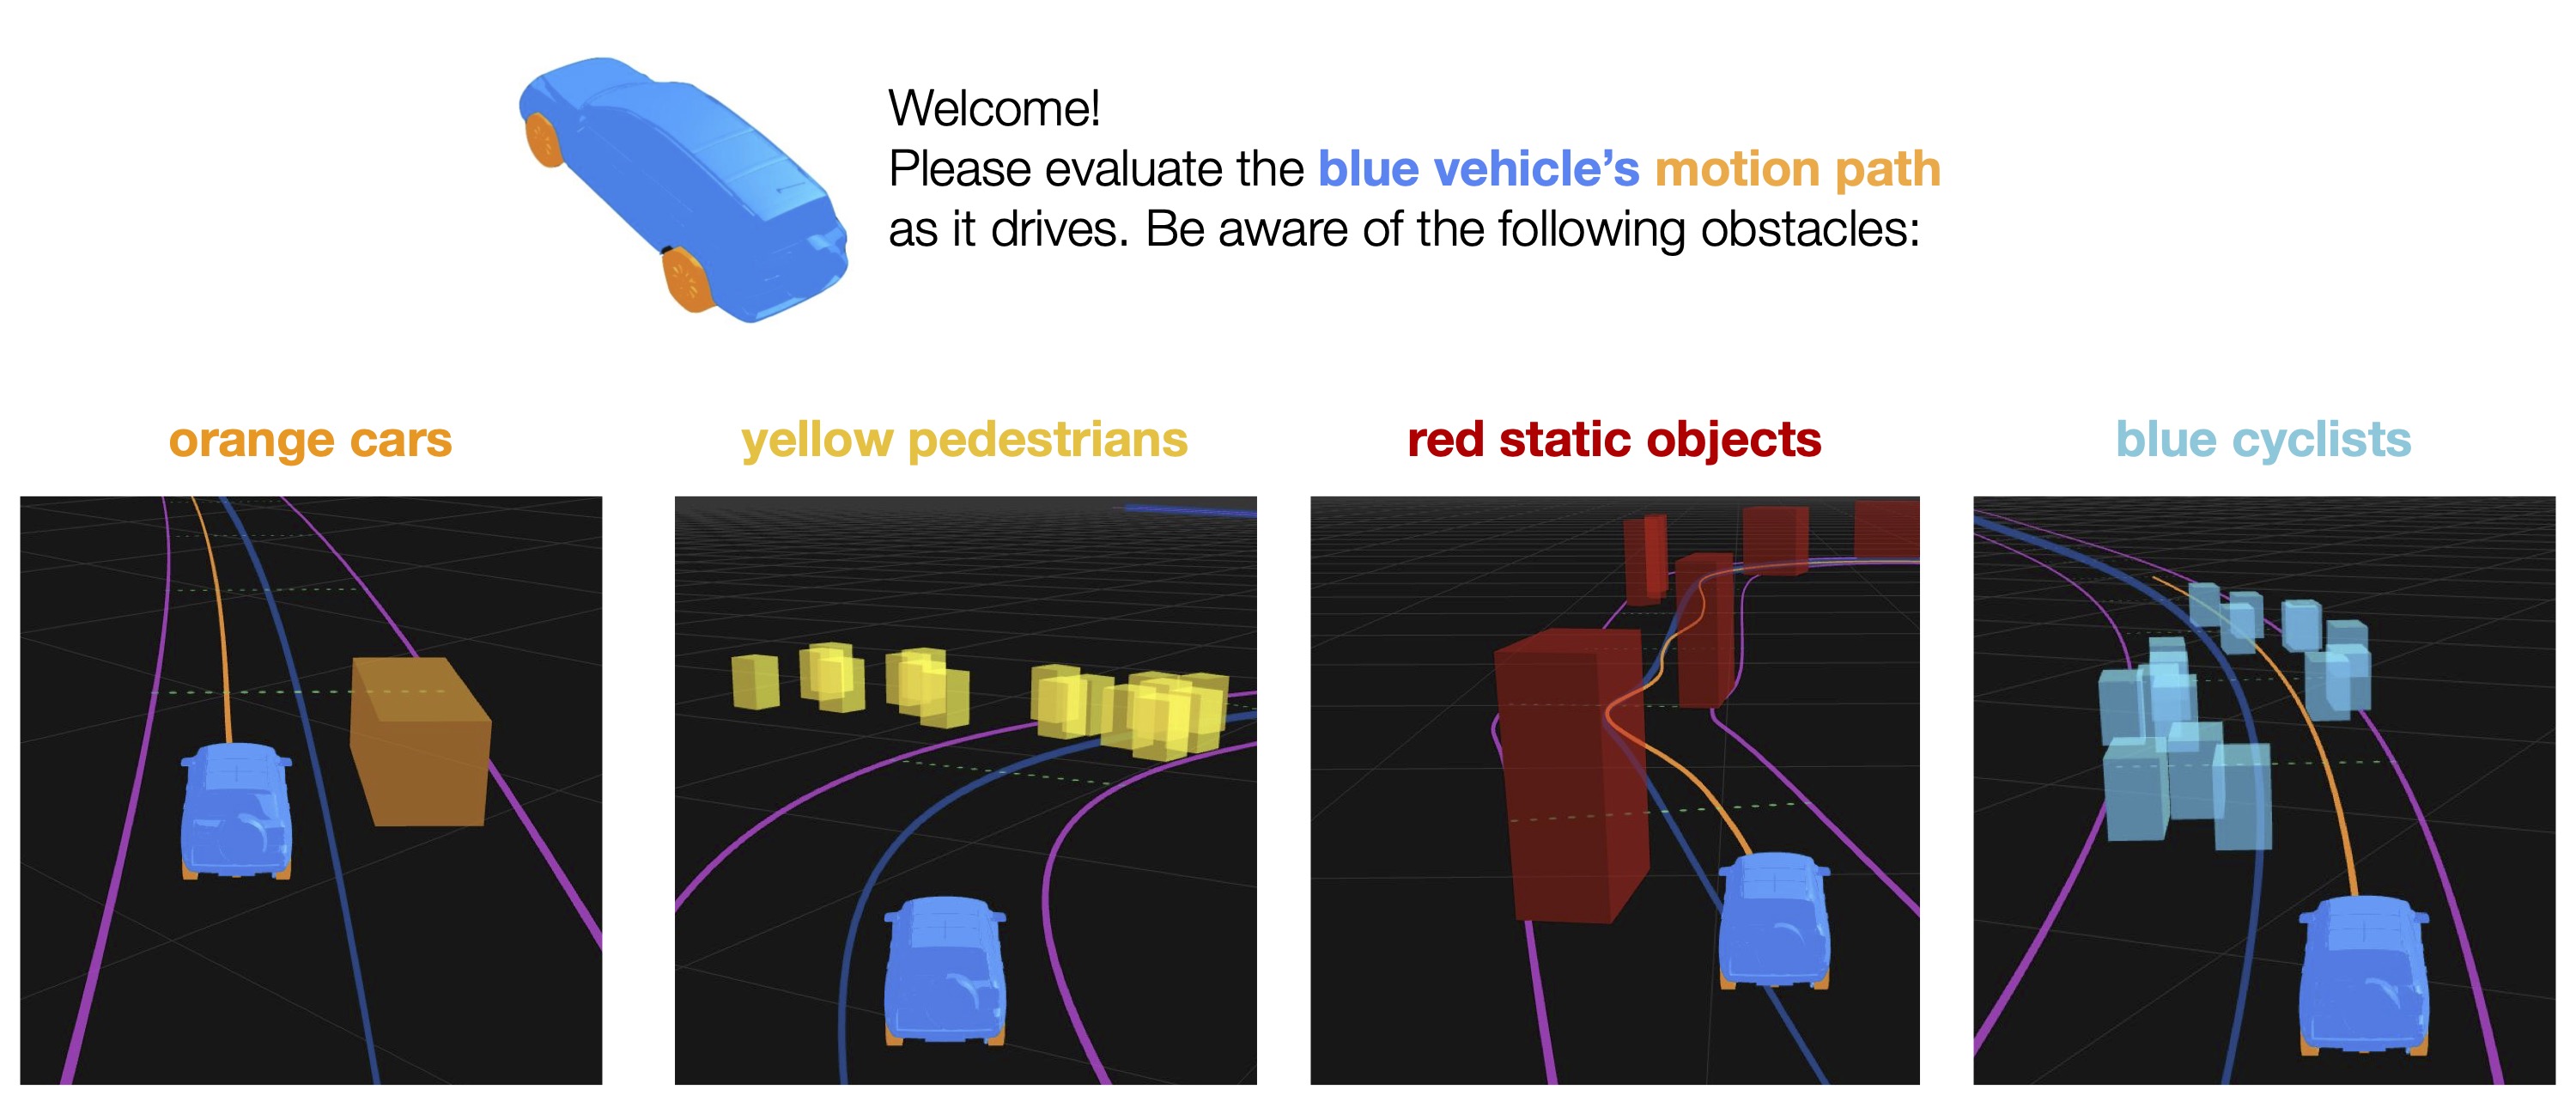 Welcome!
Please evaluate the blue vehicle’s motion path
as it drives. Be aware of the following obstacles:
orange cars
yellow pedestrians
red static objects
blue cyclists